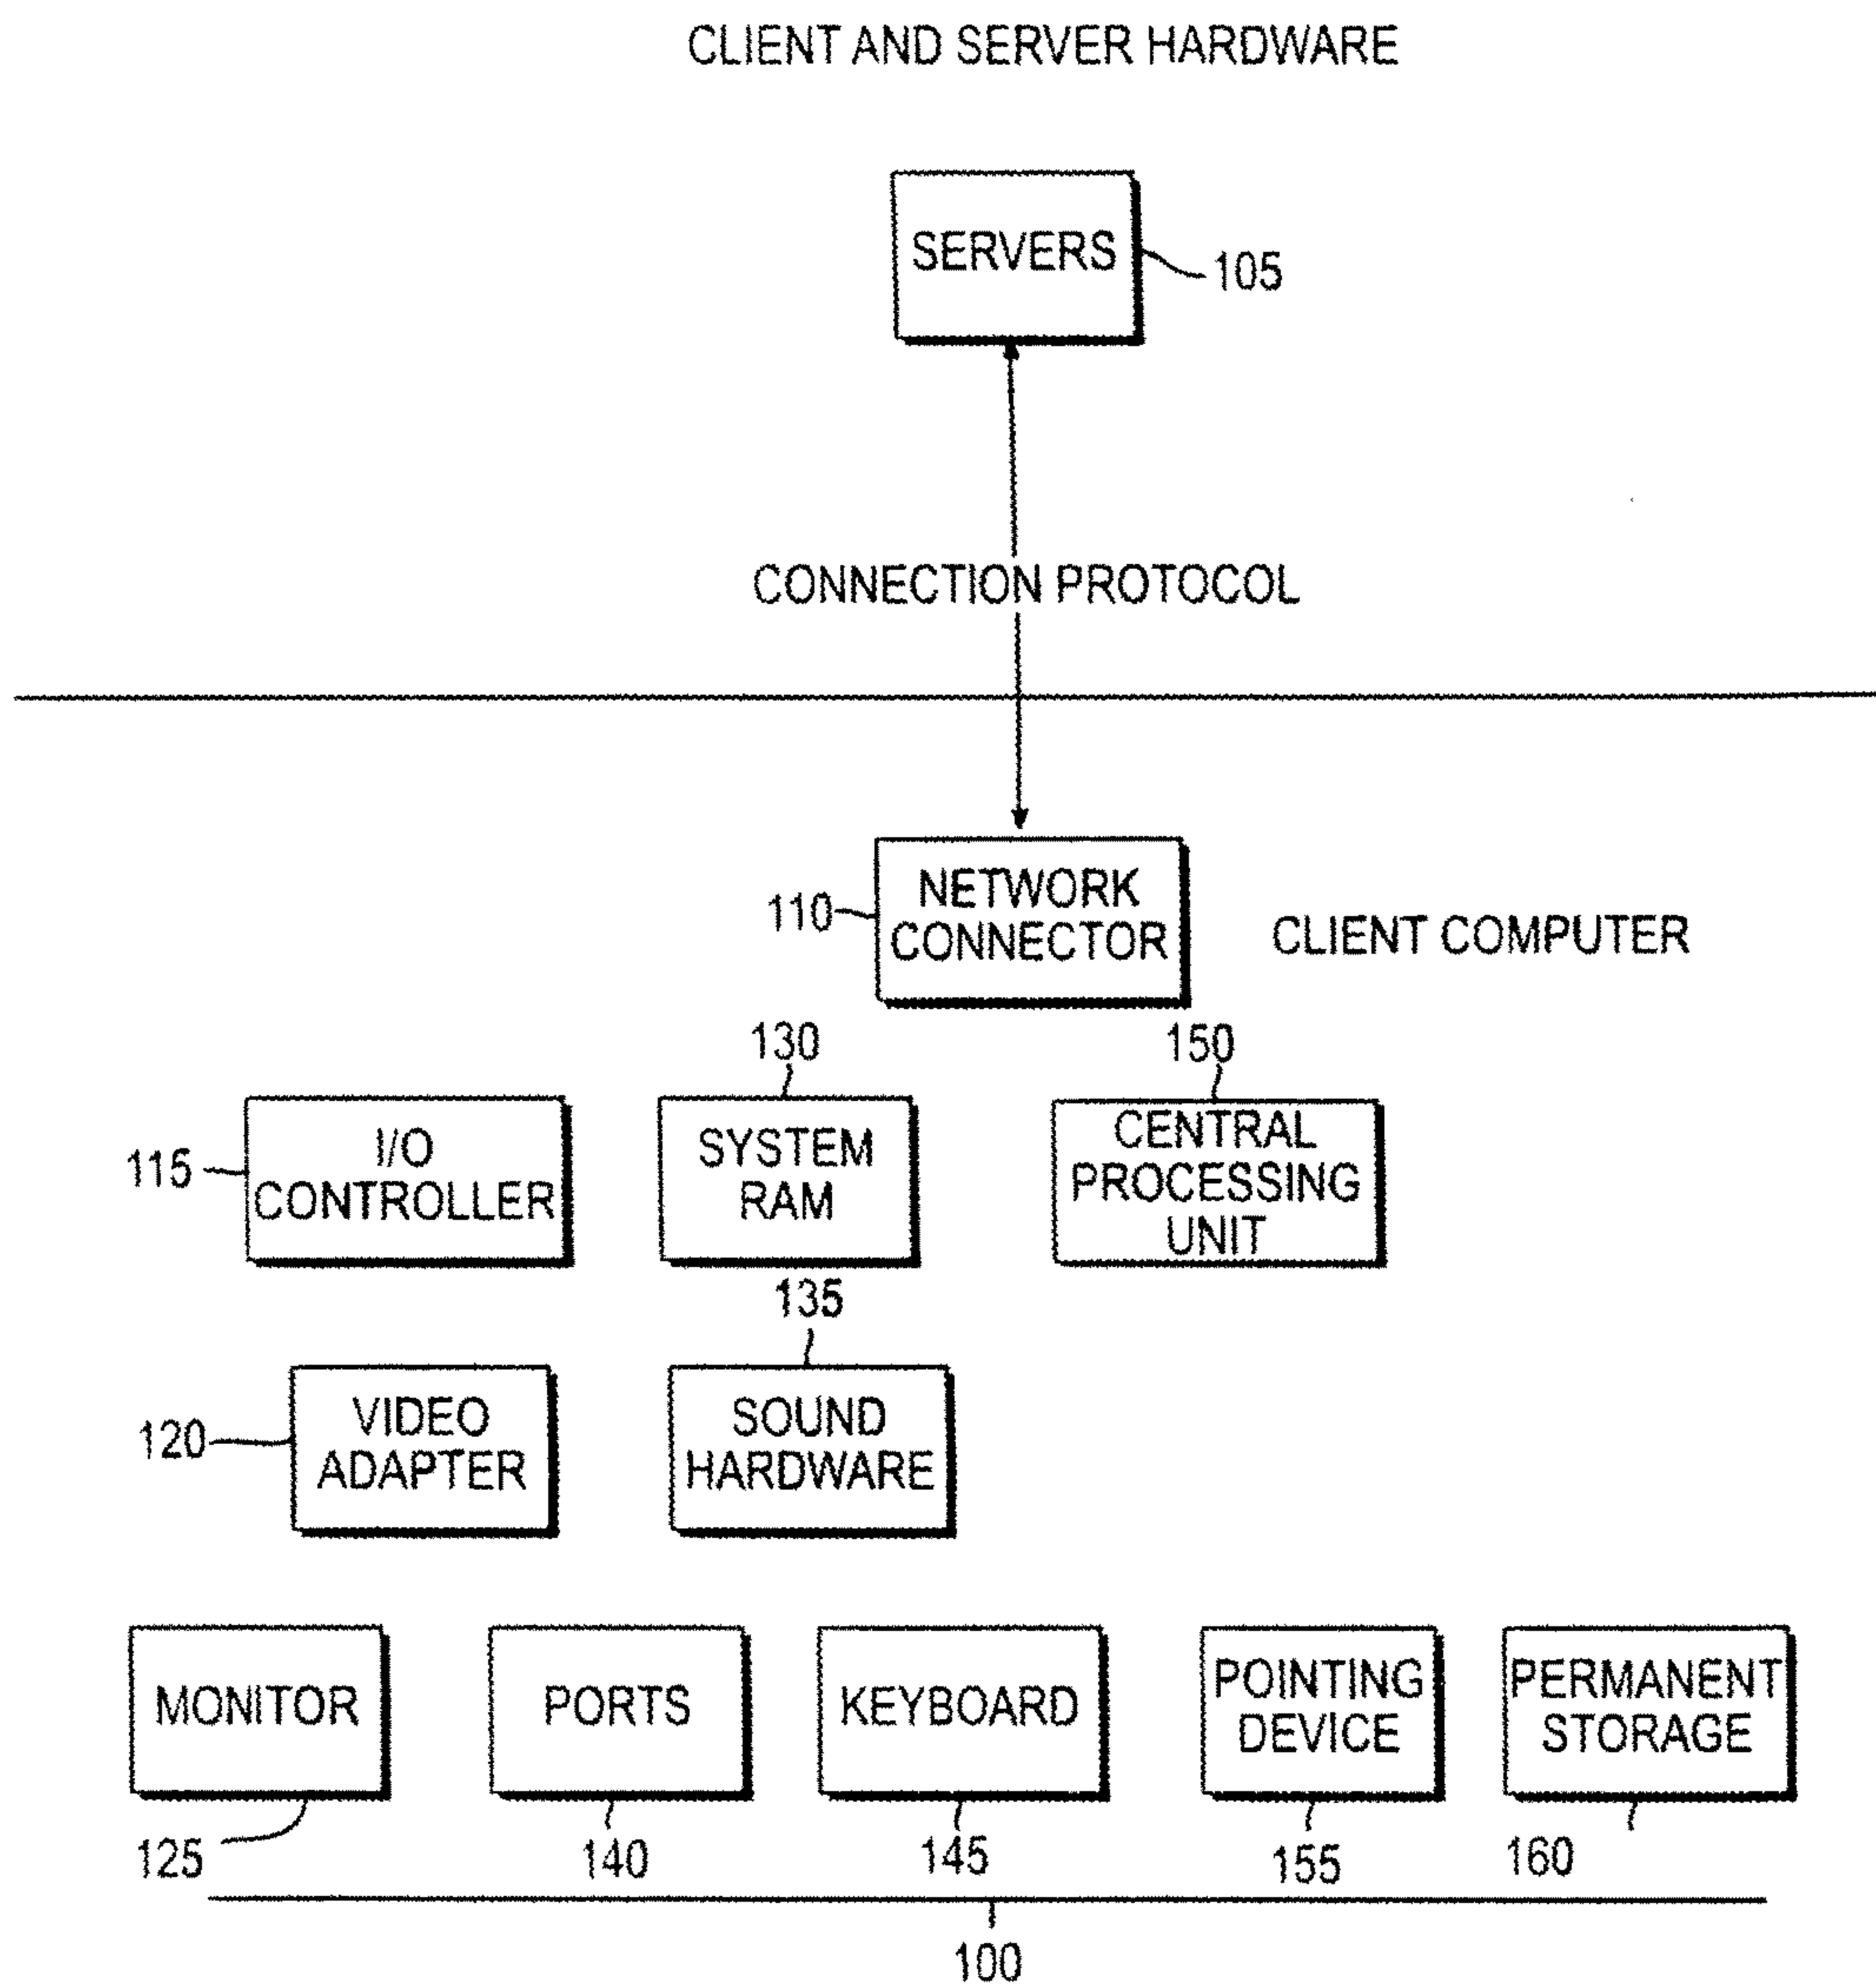 CLIENT AND SERVER HARDWARE
SERVERS
105
CONNECTION PROTOCOL
110
NETWORK
CONNECTOR
CLIENT COMPUTER
130
150
115
I/O
CONTROLLER
SYSTEM
RAM
CENTRAL
PROCESSING
UNIT
135
120
VIDEO
ADAPTER
SOUND
HARDWARE
MONITOR
PORTS
KEYBOARD
POINTING
DEVICE
PERMANENT
STORAGE
125
140
145
155
160
100